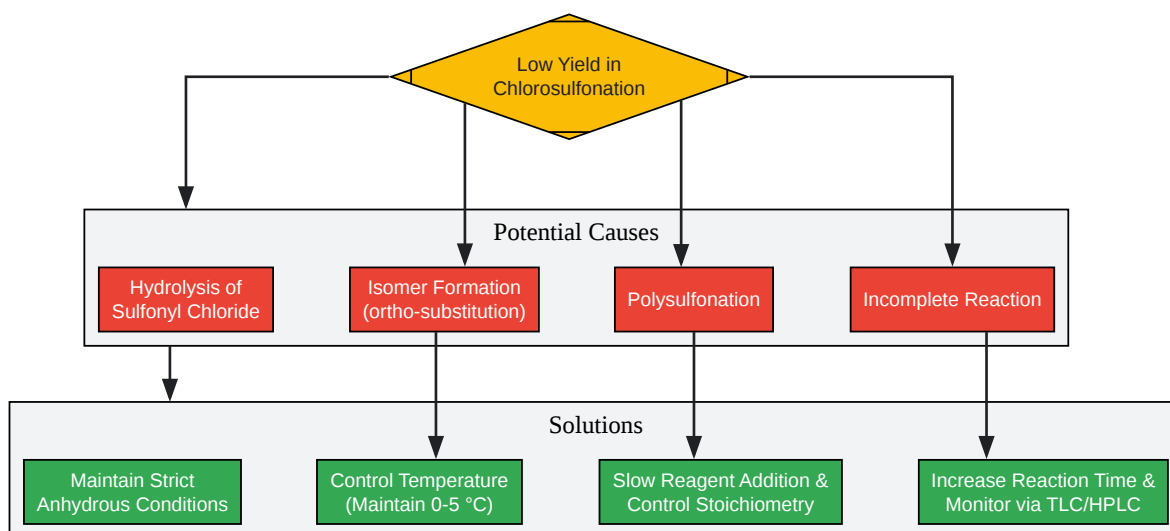 Low Yield in
Chlorosulfonation
Potential Causes
Hydrolysis of
Sulfonyl Chloride
Isomer Formation
(ortho-substitution)
Polysulfonation
Incomplete Reaction
Solutions
Maintain Strict
Anhydrous Conditions
Control Temperature
(Maintain 0-5 °C)
Slow Reagent Addition &
Control Stoichiometry
Increase Reaction Time &
Monitor via TLC/HPLC